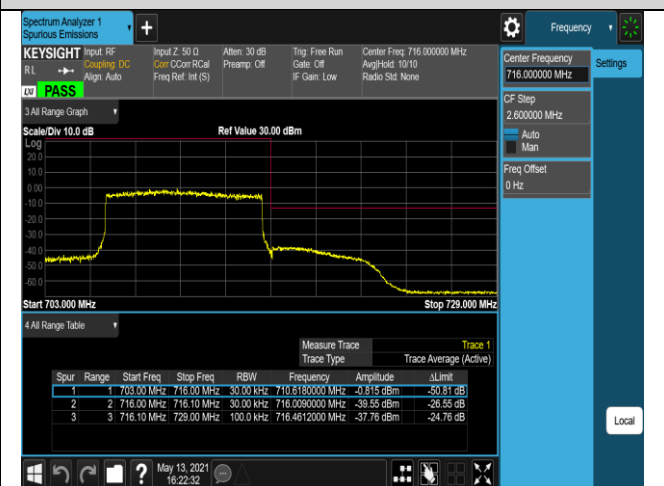 Spectrum Analyzer 1
Spurious Emissions
Frequency
KEYSIGHT Input: RF Input Z: 50 Ω Atten: 30 dB Trig: Free Run Center Freq: 716.000000 MHz
RL Coupling: DC Corr CCorr RCal Preamp: Off Gate: Off Avg|Hold: 10/10
Align: Auto Freq Ref: Int (S) IF Gain: Low Radio Std: None
LXI PASS
3 All Range Graph
Scale/Div 10.0 dB Ref Value 30.00 dBm
Log
20.0
10.0
0.00
-10.0
-20.0
-30.0
-40.0
-50.0
-60.0
Start 703.000 MHz Stop 729.000 MHz
4 All Range Table
Measure Trace Trace 1
Trace Type Trace Average (Active)
Spur Range Start Freq Stop Freq RBW Frequency Amplitude ΔLimit
1 1 703.00 MHz 716.00 MHz 30.00 kHz 710.6180000 MHz -0.815 dBm -50.81 dB
2 2 716.00 MHz 716.10 MHz 30.00 kHz 716.0090000 MHz -39.55 dBm -26.55 dB
3 3 716.10 MHz 729.00 MHz 100.0 kHz 716.4612000 MHz -37.76 dBm -24.76 dB
Center Frequency
716.000000 MHz
Settings
CF Step
2.600000 MHz
Auto
Man
Freq Offset
0 Hz
Local
May 13, 2021
16:22:32